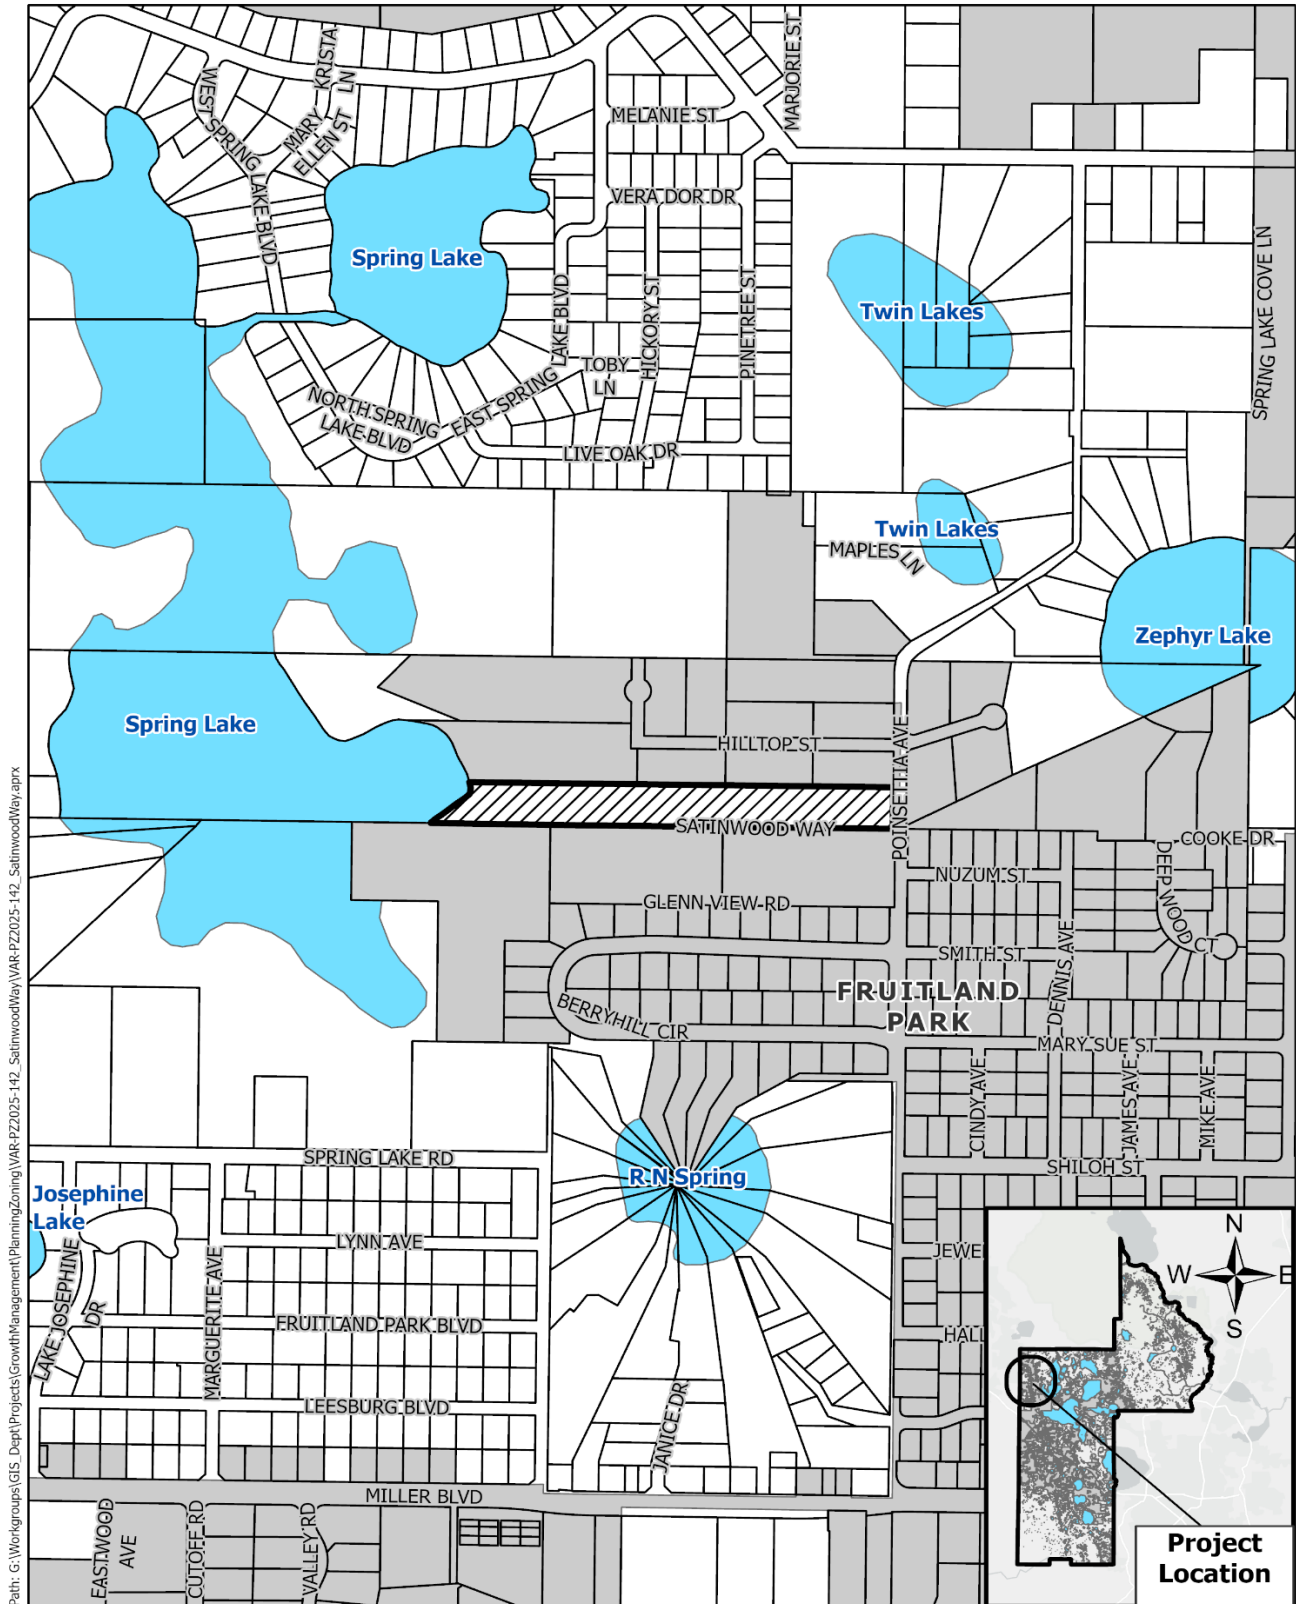 WEST SPRING LAKE BLVD
MARY ELLEN ST
KRISTA LN
MARJORIE ST
MELANIE ST
VERA DOR DR
Spring Lake
LAKE BLVD
HICKORY ST
PINETREE ST
Twin Lakes
SPRING LAKE COVE LN
TOBY
LN
NORTH SPRING
LAKE BLVD
EAST SPRING
LIVE OAK DR
Twin Lakes
MAPLES LN
Zephyr Lake
Spring Lake
HILLTOP ST
POINSETTIA AVE
SATINWOOD WAY
COOKE DR
NUZUM ST
DEEP WOOD CT
GLENN VIEW RD
SMITH ST
DENNIS AVE
FRUITLAND
PARK
BERRYHILL CIR
MARY SUE ST
CINDY AVE
JAMES AVE
MIKE AVE
SPRING LAKE RD
SHILOH ST
R N Spring
Josephine
Lake
LYNN AVE
JEWE
LAKE JOSEPHINE
DR
MARGUERITE AVE
FRUITLAND PARK BLVD
HALL
LEESBURG BLVD
JANICE DR
MILLER BLVD
EASTWOOD
AVE
CUTOFF RD
VALLEY RD
N
W
E
S
Project
Location
Path: G:\Workgroups\GIS_Dept\Projects\GrowthManagement\PlanningZoning\VAR-PZ2025-142_SatinwoodWay\VAR-PZ2025-142_SatinwoodWay.aprx